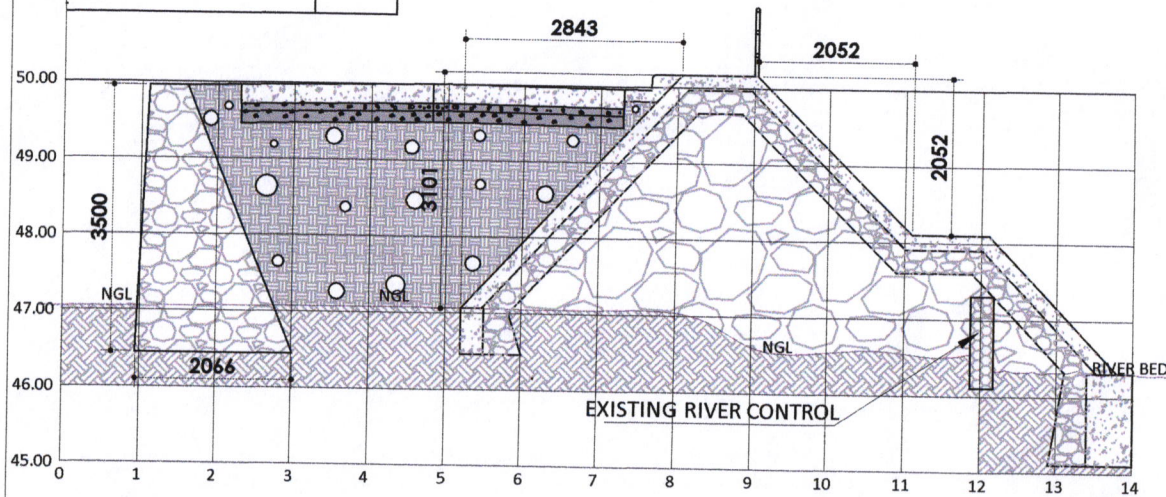 2843
2052
50.00
49.00
3500
3101
2052
48.00
NGL
NGL
47.00
NGL
2066
46.00
RIVER BED
EXISTING RIVER CONTROL
45.00
0 1 2 3 4 5 6 7 8 9 10 11 12 13 14